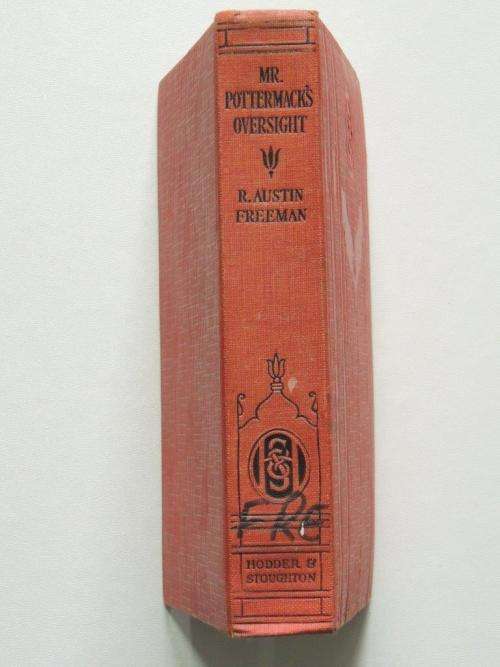 MR.
POTTERMACK'S
OVERSIGHT
R. AUSTIN
FREEMAN
H&S
FRE
HODDER &
STOUGHTON